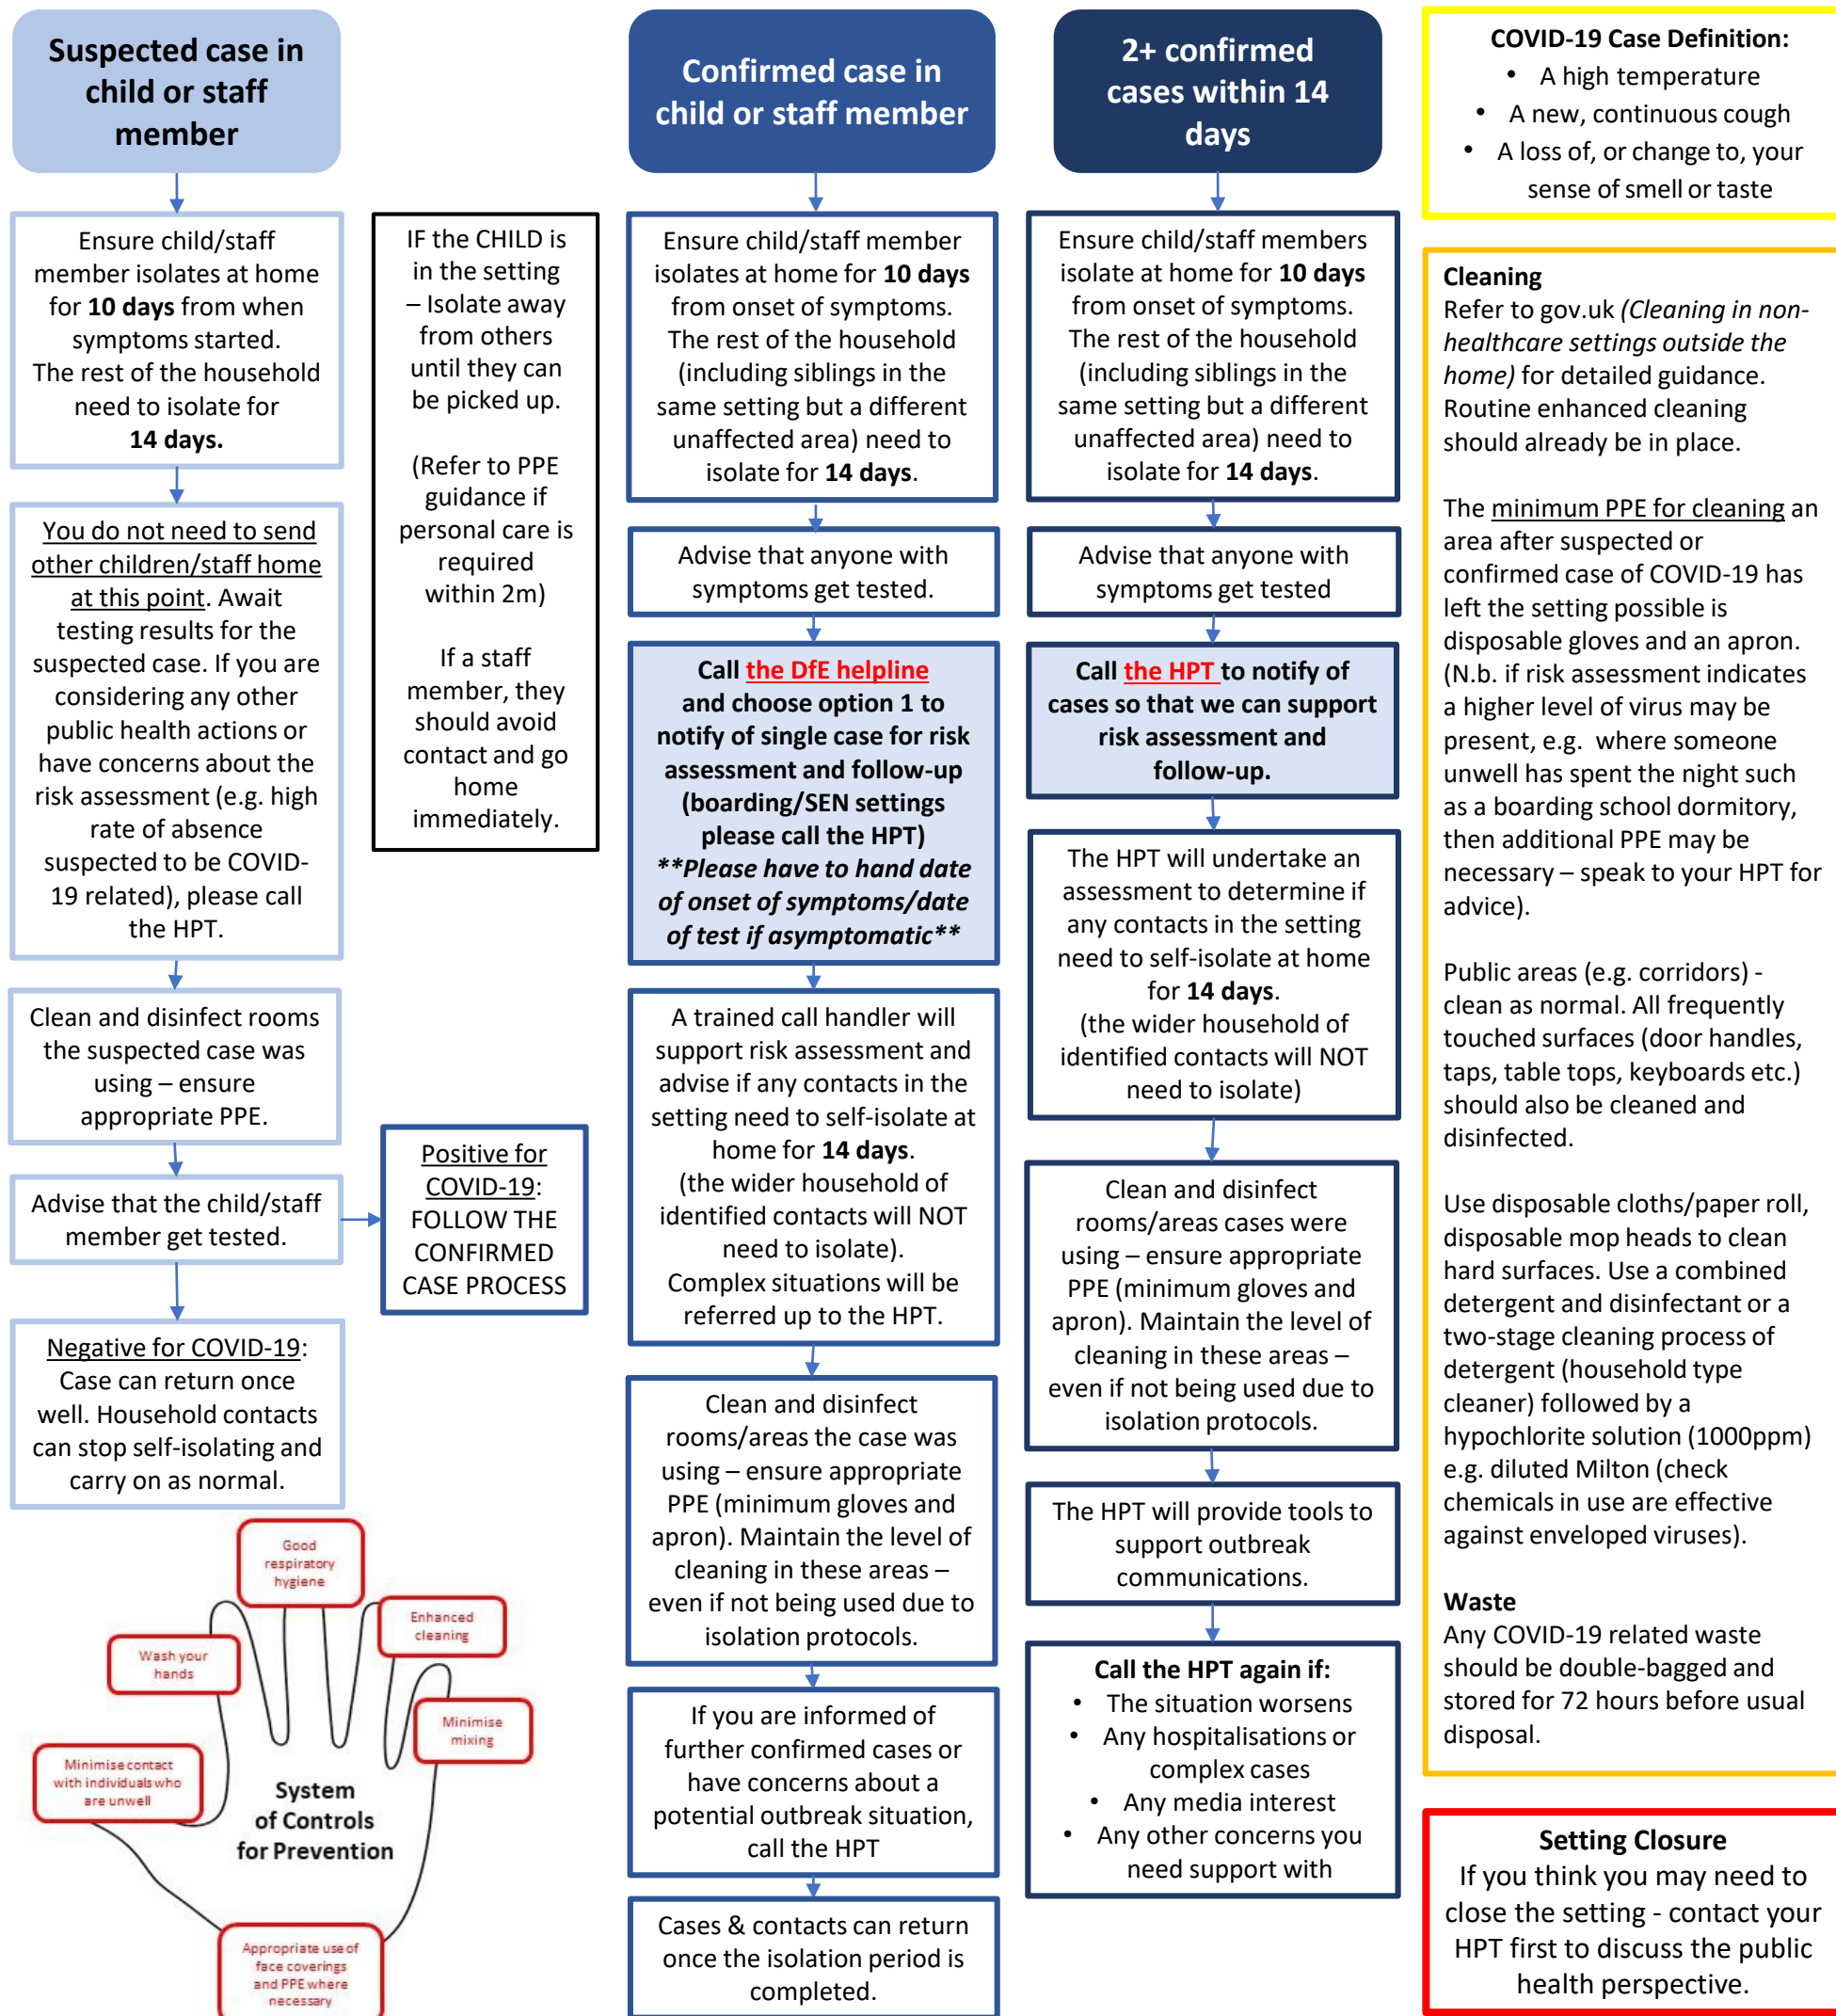 Suspected case in
child or staff
member
Ensure child/staff
member isolates at home
for 10 days from when
symptoms started.
The rest of the household
need to isolate for
14 days.
You do not need to send
other children/staff home
at this point. Await
testing results for the
suspected case. If you are
considering any other
public health actions or
have concerns about the
risk assessment (e.g. high
rate of absence
suspected to be COVID-
19 related), please call
the HPT.
Clean and disinfect rooms
the suspected case was
using – ensure
appropriate PPE.
Advise that the child/staff
member get tested.
Negative for COVID-19:
Case can return once
well. Household contacts
can stop self-isolating and
carry on as normal.
IF the CHILD is
in the setting
– Isolate away
from others
until they can
be picked up.
(Refer to PPE
guidance if
personal care is
required
within 2m)
If a staff
member, they
should avoid
contact and go
home
immediately.
Positive for
COVID-19:
FOLLOW THE
CONFIRMED
CASE PROCESS
Good
respiratory
hygiene
Enhanced
cleaning
Wash your
hands
Minimise
mixing
Minimise contact
with individuals who
are unwell
System
of Controls
for Prevention
Appropriate use of
face coverings
and PPE where
necessary
Confirmed case in
child or staff member
Ensure child/staff member
isolates at home for 10 days
from onset of symptoms.
The rest of the household
(including siblings in the
same setting but a different
unaffected area) need to
isolate for 14 days.
Advise that anyone with
symptoms get tested.
Call the DfE helpline
and choose option 1 to
notify of single case for risk
assessment and follow-up
(boarding/SEN settings
please call the HPT)
**Please have to hand date
of onset of symptoms/date
of test if asymptomatic**
A trained call handler will
support risk assessment and
advise if any contacts in the
setting need to self-isolate at
home for 14 days.
(the wider household of
identified contacts will NOT
need to isolate).
Complex situations will be
referred up to the HPT.
Clean and disinfect
rooms/areas the case was
using – ensure appropriate
PPE (minimum gloves and
apron). Maintain the level of
cleaning in these areas –
even if not being used due to
isolation protocols.
If you are informed of
further confirmed cases or
have concerns about a
potential outbreak situation,
call the HPT
Cases & contacts can return
once the isolation period is
completed.
2+ confirmed
cases within 14
days
Ensure child/staff members
isolate at home for 10 days
from onset of symptoms.
The rest of the household
(including siblings in the
same setting but a different
unaffected area) need to
isolate for 14 days.
Advise that anyone with
symptoms get tested
Call the HPT to notify of
cases so that we can support
risk assessment and
follow-up.
The HPT will undertake an
assessment to determine if
any contacts in the setting
need to self-isolate at home
for 14 days.
(the wider household of
identified contacts will NOT
need to isolate)
Clean and disinfect
rooms/areas cases were
using – ensure appropriate
PPE (minimum gloves and
apron). Maintain the level of
cleaning in these areas –
even if not being used due to
isolation protocols.
The HPT will provide tools to
support outbreak
communications.
Call the HPT again if:
• The situation worsens
• Any hospitalisations or
complex cases
• Any media interest
• Any other concerns you
need support with
COVID-19 Case Definition:
• A high temperature
• A new, continuous cough
• A loss of, or change to, your
sense of smell or taste
Cleaning
Refer to gov.uk (Cleaning in non-
healthcare settings outside the
home) for detailed guidance.
Routine enhanced cleaning
should already be in place.
The minimum PPE for cleaning an
area after suspected or
confirmed case of COVID-19 has
left the setting possible is
disposable gloves and an apron.
(N.b. if risk assessment indicates
a higher level of virus may be
present, e.g. where someone
unwell has spent the night such
as a boarding school dormitory,
then additional PPE may be
necessary – speak to your HPT for
advice).
Public areas (e.g. corridors) -
clean as normal. All frequently
touched surfaces (door handles,
taps, table tops, keyboards etc.)
should also be cleaned and
disinfected.
Use disposable cloths/paper roll,
disposable mop heads to clean
hard surfaces. Use a combined
detergent and disinfectant or a
two-stage cleaning process of
detergent (household type
cleaner) followed by a
hypochlorite solution (1000ppm)
e.g. diluted Milton (check
chemicals in use are effective
against enveloped viruses).
Waste
Any COVID-19 related waste
should be double-bagged and
stored for 72 hours before usual
disposal.
Setting Closure
If you think you may need to
close the setting - contact your
HPT first to discuss the public
health perspective.